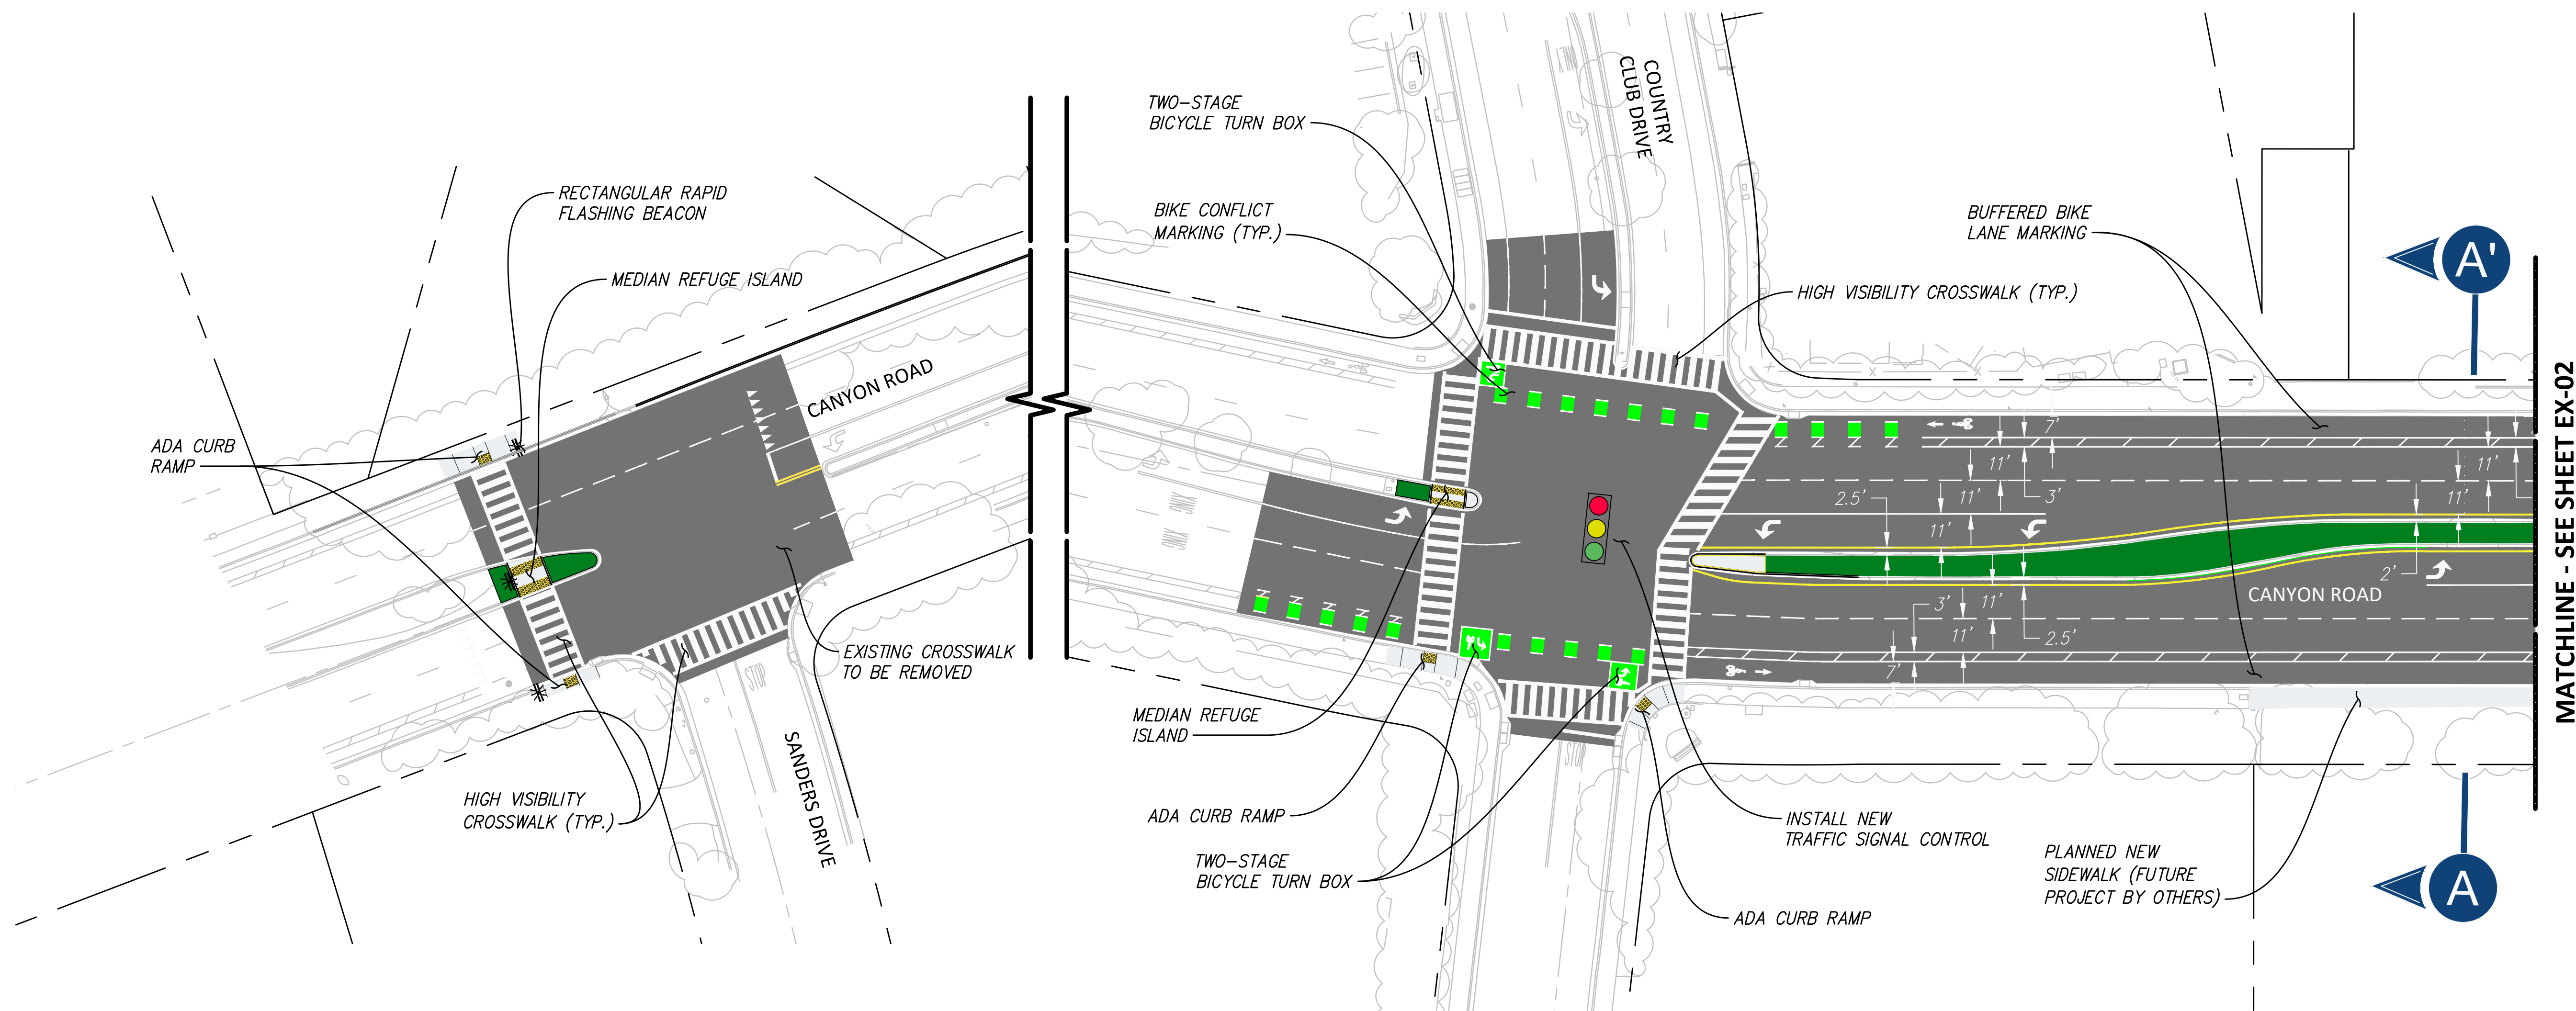 RECTANGULAR RAPID
FLASHING BEACON
MEDIAN REFUGE ISLAND
ADA CURB
RAMP
CANYON ROAD
EXISTING CROSSWALK
TO BE REMOVED
STOP
SANDERS DRIVE
HIGH VISIBILITY
CROSSWALK (TYP.)
TWO-STAGE
BICYCLE TURN BOX
BIKE CONFLICT
MARKING (TYP.)
COUNTRY
CLUB DRIVE
HIGH VISIBILITY CROSSWALK (TYP.)
BUFFERED BIKE
LANE MARKING
A'
7'
11'
3'
11'
11'
2.5'
11'
11'
2'
CANYON ROAD
3'
11'
11'
2.5'
7'
MEDIAN REFUGE
ISLAND
ADA CURB RAMP
TWO-STAGE
BICYCLE TURN BOX
STOP
INSTALL NEW
TRAFFIC SIGNAL CONTROL
ADA CURB RAMP
PLANNED NEW
SIDEWALK (FUTURE
PROJECT BY OTHERS)
A
MATCHLINE - SEE SHEET EX-02